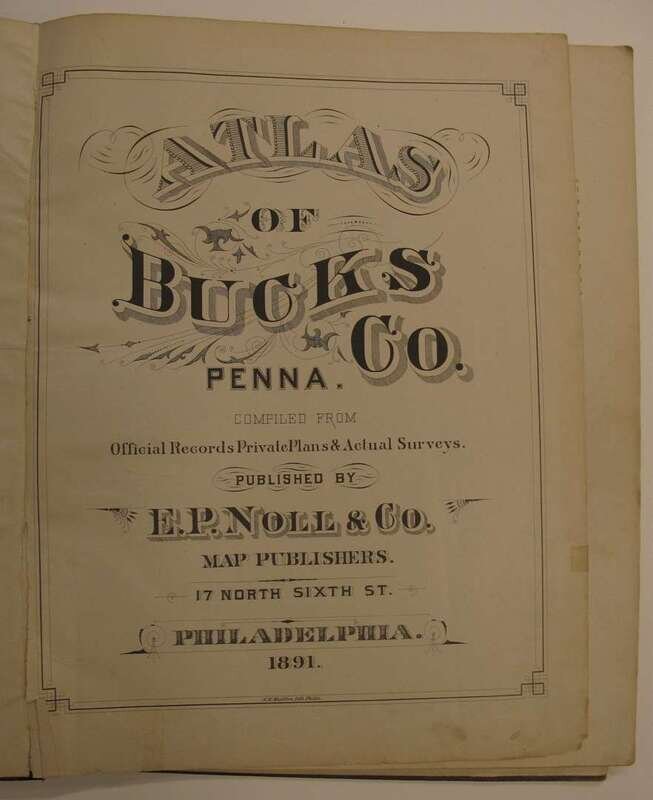 ATLAS
OF
BUCKS
CO.
PENNA.
COMPILED FROM
Official Records Private Plans & Actual Surveys.
PUBLISHED BY
E.P. NOLL & CO.
MAP PUBLISHERS.
17 NORTH SIXTH ST.
PHILADELPHIA.
1891.